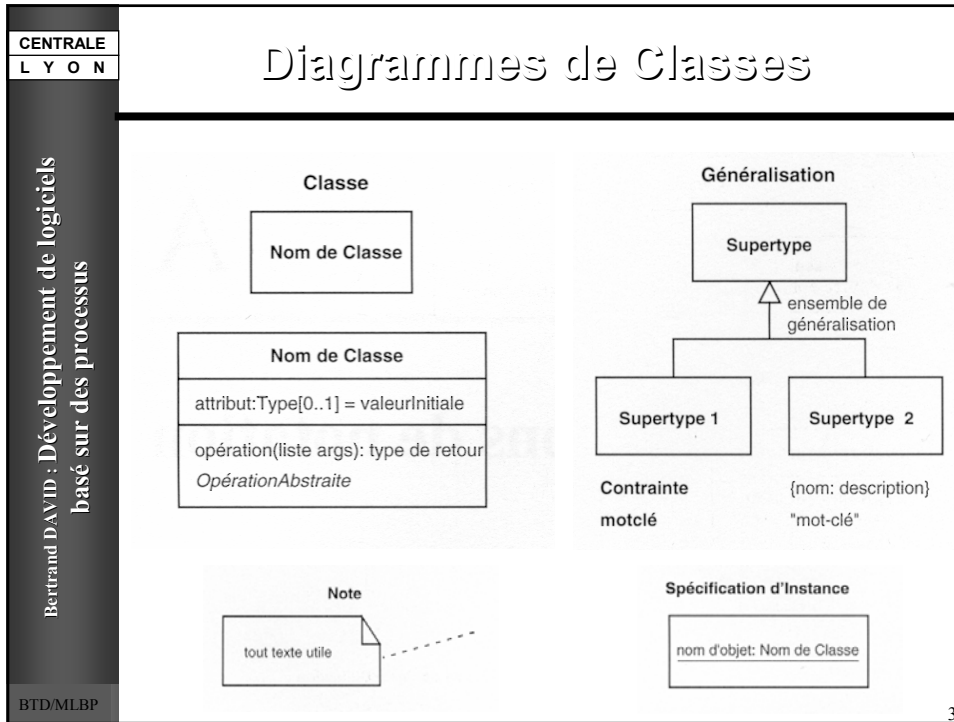 CENTRALE
L Y O N
Diagrammes de Classes
Bertrand DAVID : Développement de logiciels
basé sur des processus
BTD/MLBP
Classe
Nom de Classe
Nom de Classe
attribut:Type[0..1] = valeurInitiale
opération(liste args): type de retour
OpérationAbstraite
Généralisation
Supertype
ensemble de
généralisation
Supertype 1
Supertype 2
Contrainte {nom: description}
motclé "mot-clé"
Note
tout texte utile
Spécification d'Instance
nom d'objet: Nom de Classe
3